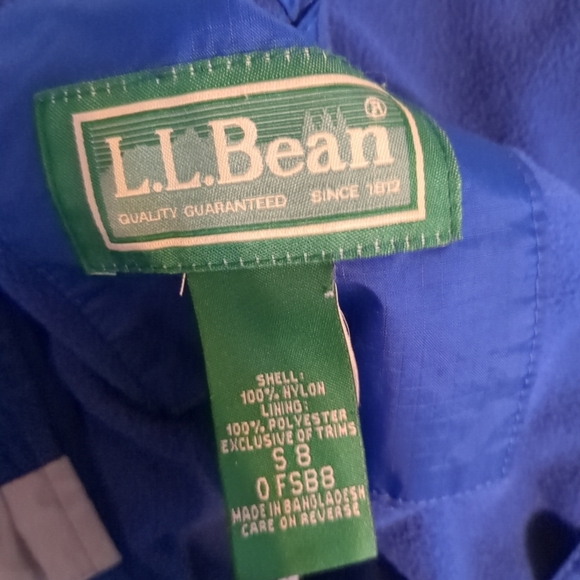 L.L.Bean®
QUALITY GUARANTEED SINCE 1912
SHELL:
100% NYLON
LINING:
100% POLYESTER
EXCLUSIVE OF TRIMS
S 8
0FSB8
MADE IN BANGLADESH
CARE ON REVERSE